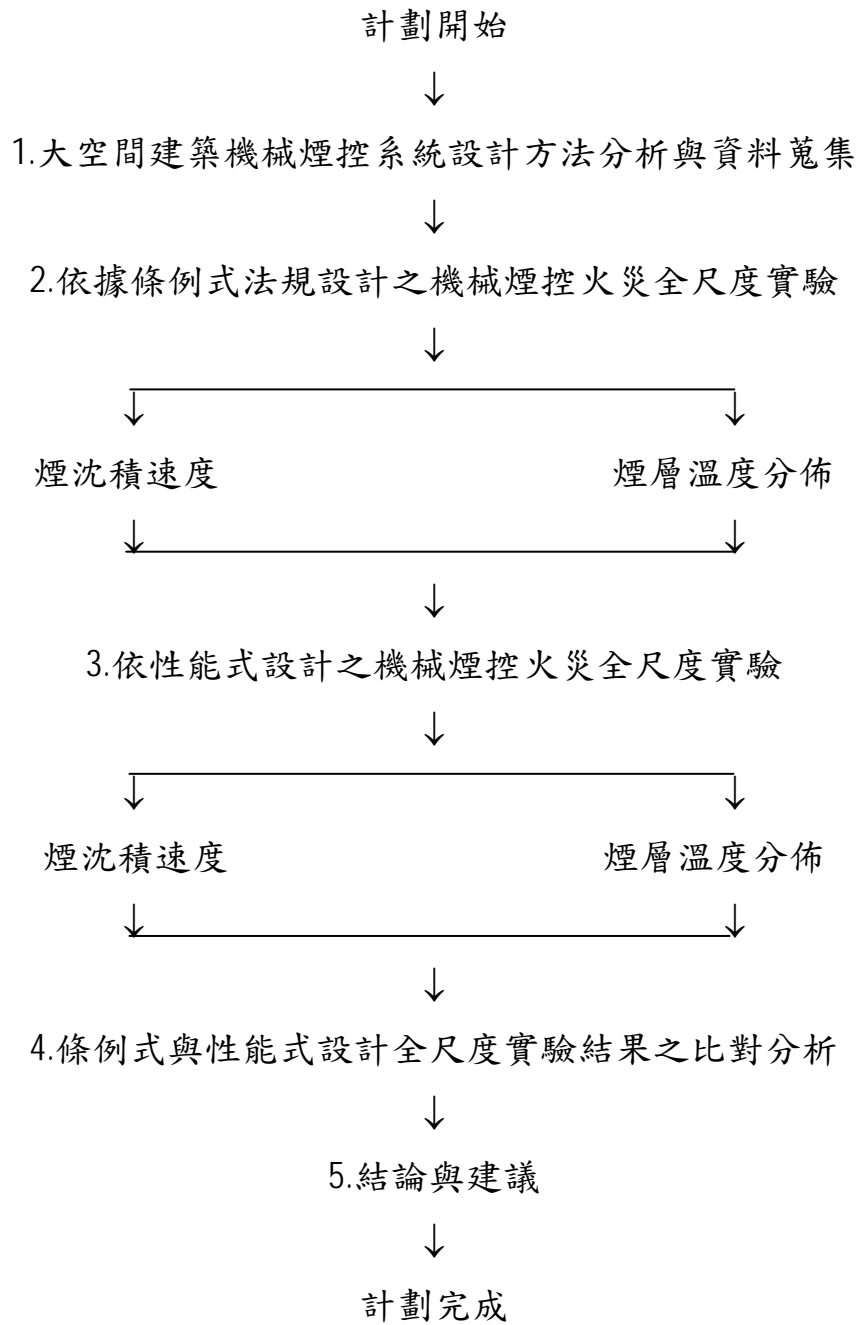 計劃開始
↓
1.大空間建築機械煙控系統設計方法分析與資料蒐集
↓
2.依據條例式法規設計之機械煙控火災全尺度實驗
↓
↓ ↓
煙沈積速度 煙層溫度分佈
↓ ↓
↓
3.依性能式設計之機械煙控火災全尺度實驗
↓
↓ ↓
煙沈積速度 煙層溫度分佈
↓ ↓
↓
4.條例式與性能式設計全尺度實驗結果之比對分析
↓
5.結論與建議
↓
計劃完成